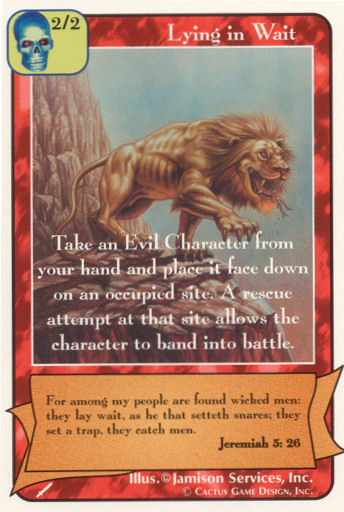 2/2
Lying in Wait
Take an Evil Character from
your hand and place it face down
on an occupied site. A rescue
attempt at that site allows the
character to band into battle.
For among my people are found wicked men:
they lay wait, as he that setteth snares; they
set a trap, they catch men.
Jeremiah 5: 26
Illus.©Jamison Services, Inc.
© CACTUS GAME DESIGN, INC.